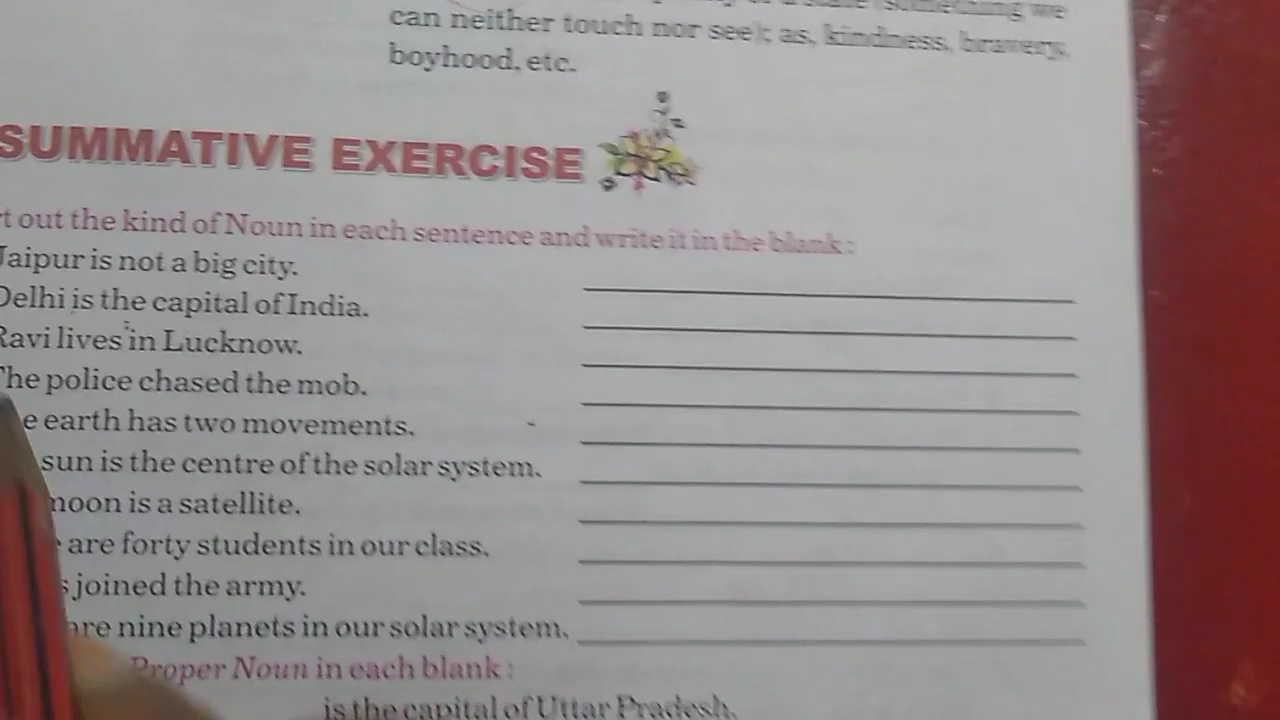 can neither touch nor see); as, kindness, bravery,
boyhood, etc.
SUMMATIVE EXERCISE
out the kind of Noun in each sentence and write it in the blank :
Jaipur is not a big city.
Delhi is the capital of India.
Ravi lives in Lucknow.
The police chased the mob.
earth has two movements.
sun is the centre of the solar system.
moon is a satellite.
are forty students in our class.
joined the army.
are nine planets in our solar system.
Proper Noun in each blank :
is the capital of Uttar Pradesh.